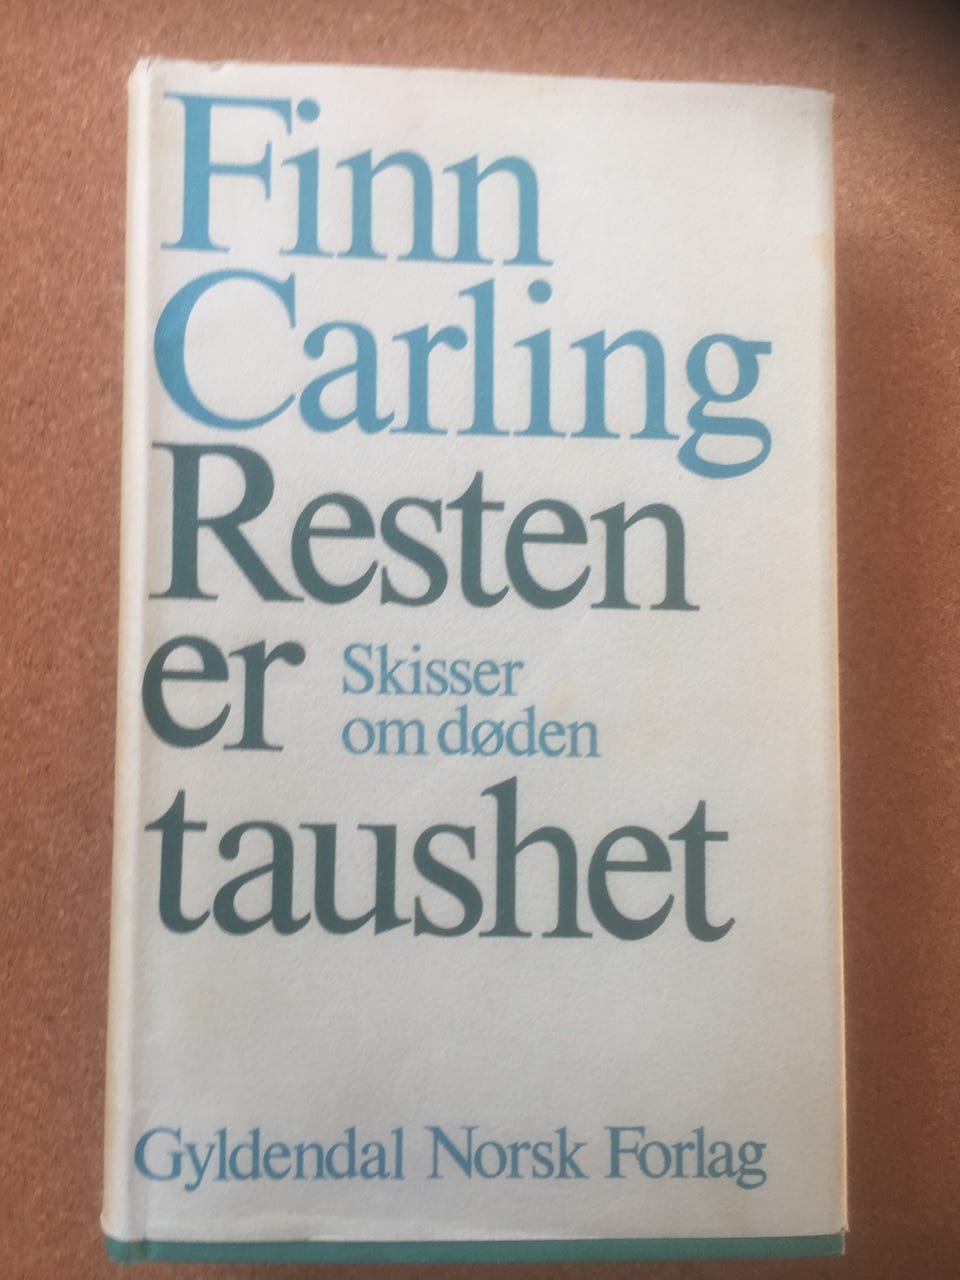 Finn
Carling
Resten
er
Skisser
om døden
taushet
Gyldendal Norsk Forlag